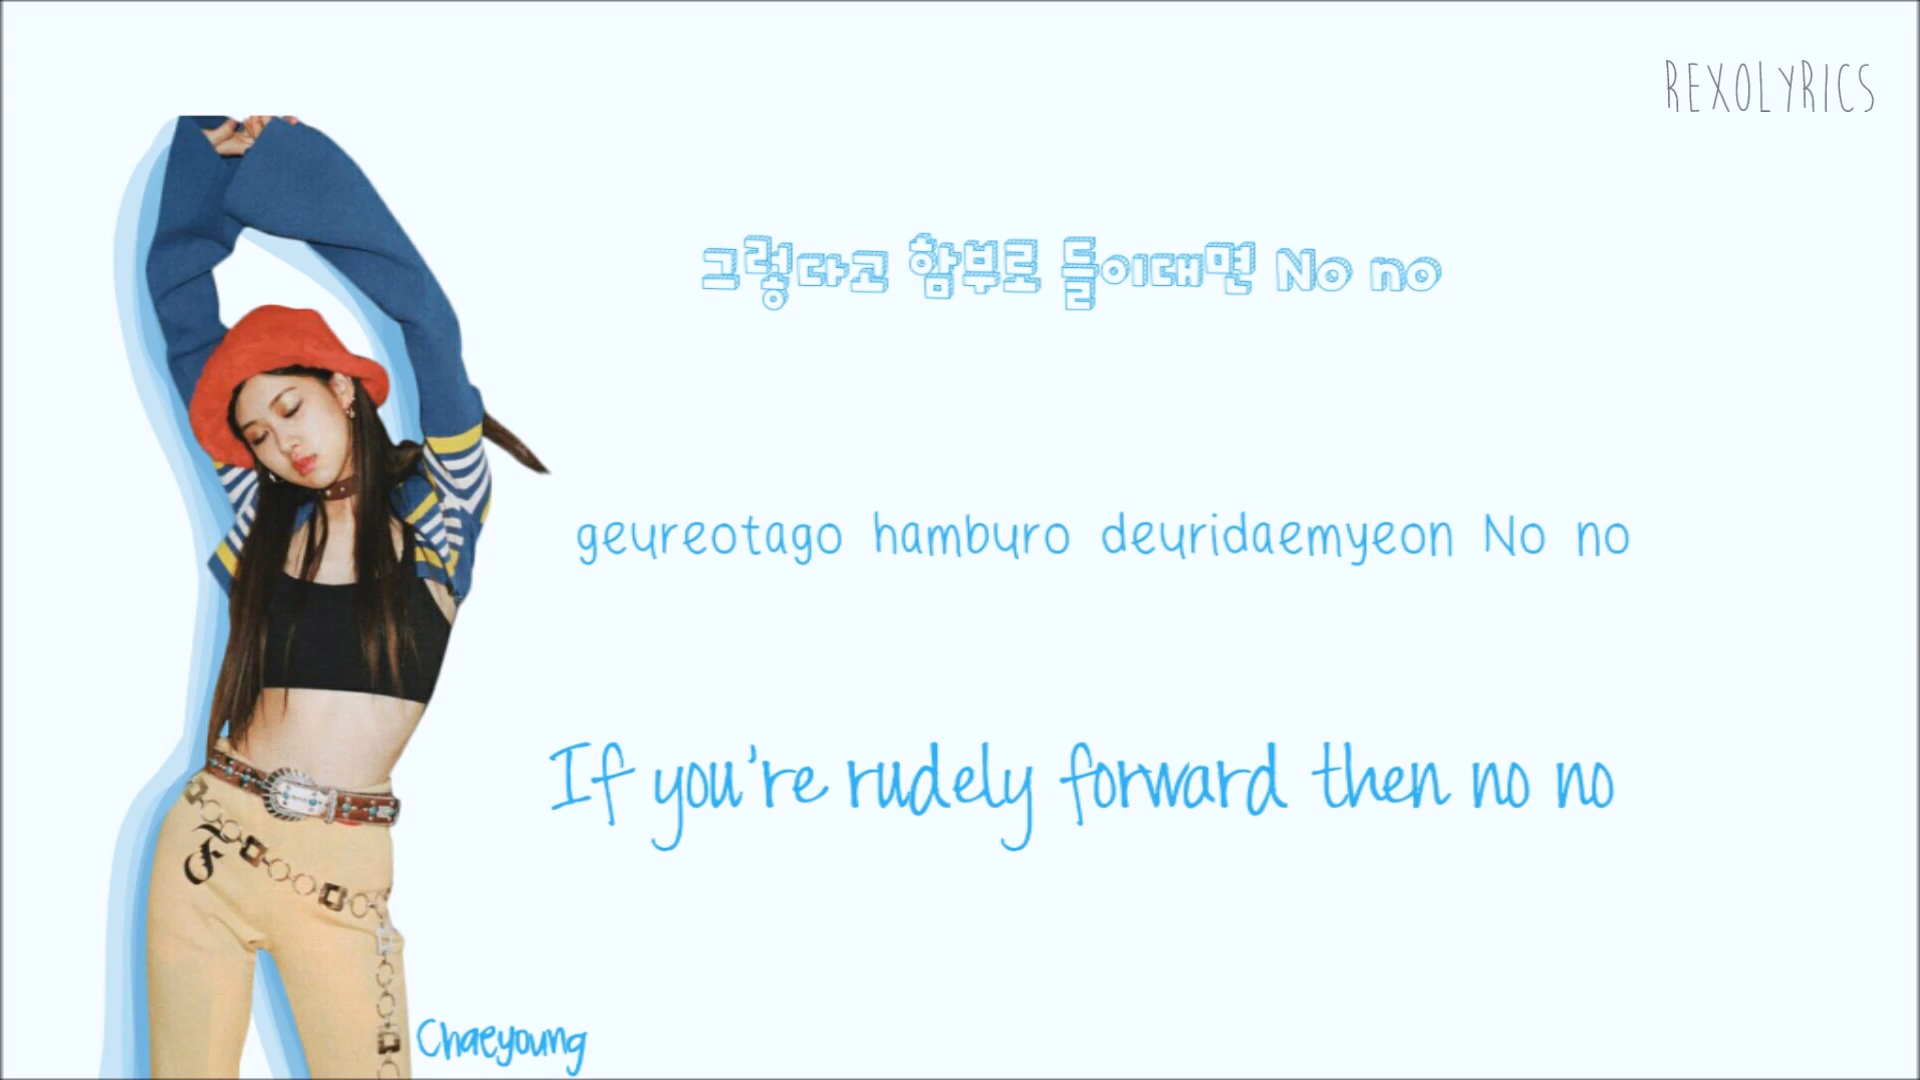 REXOLYRICS
그렇다고 함부로 들이대면 No no
geureotago hamburo deuridaemyeon No no
If you're rudely forward then no no
Chaeyoung